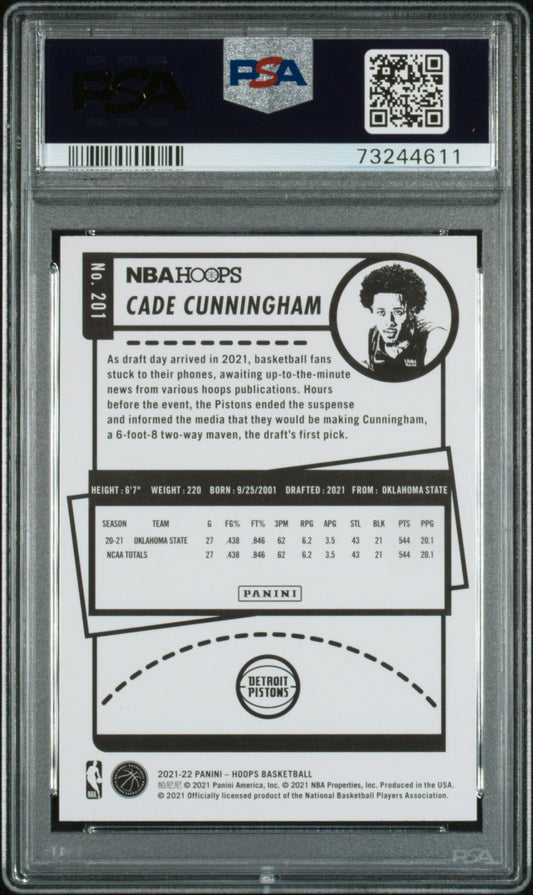 PSA
PSA
73244611
No. 201
NBA HOOPS
CADE CUNNINGHAM
As draft day arrived in 2021, basketball fans
stuck to their phones, awaiting up-to-the-minute
news from various hoops publications. Hours
before the event, the Pistons ended the suspense
and informed the media that they would be making Cunningham,
a 6-foot-8 two-way maven, the draft's first pick.
HEIGHT: 6'7" WEIGHT: 220 BORN: 9/25/2001 DRAFTED: 2021 FROM: OKLAHOMA STATE
SEASON TEAM G FG% FT% 3PM RPG APG STL BLK PTS PPG
20-21 OKLAHOMA STATE 27 .438 .846 62 6.2 3.5 43 21 544 20.1
NCAA TOTALS 27 .438 .846 62 6.2 3.5 43 21 544 20.1
PANINI
DETROIT
PISTONS
2021-22 PANINI – HOOPS BASKETBALL
帕尼尼 © 2021 Panini America, Inc. © 2021 NBA Properties, Inc. Produced in the USA.
© 2021 Officially licensed product of the National Basketball Players Association.
NBA
PSA